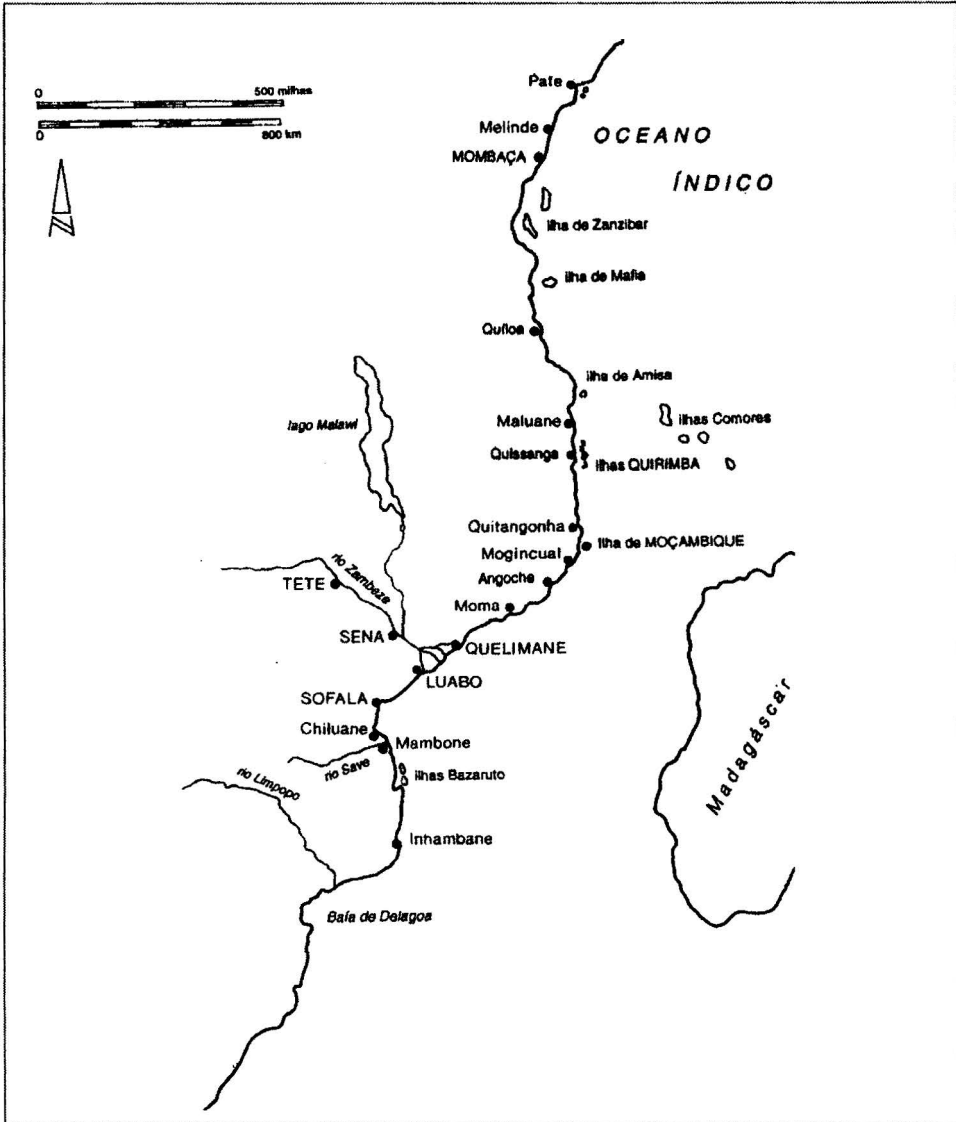 0 500 milhas
0 800 km
Pate
Melinde
MOMBAÇA
OCEANO
ÍNDICO
ilha de Zanzibar
ilha de Mafia
Quíloa
ilha de Amisa
lago Malawi
Maluane
ilhas Comores
Quissanga
ilhas QUIRIMBA
Quitangonha
ilha de MOÇAMBIQUE
Mogincual
rio Zambeze
TETE
Angoche
Moma
SENA
QUELIMANE
LUABO
SOFALA
Madagáscar
Chiluane
Mambone
rio Save
ilhas Bazaruto
rio Limpopo
Inhambane
Baía de Delagoa